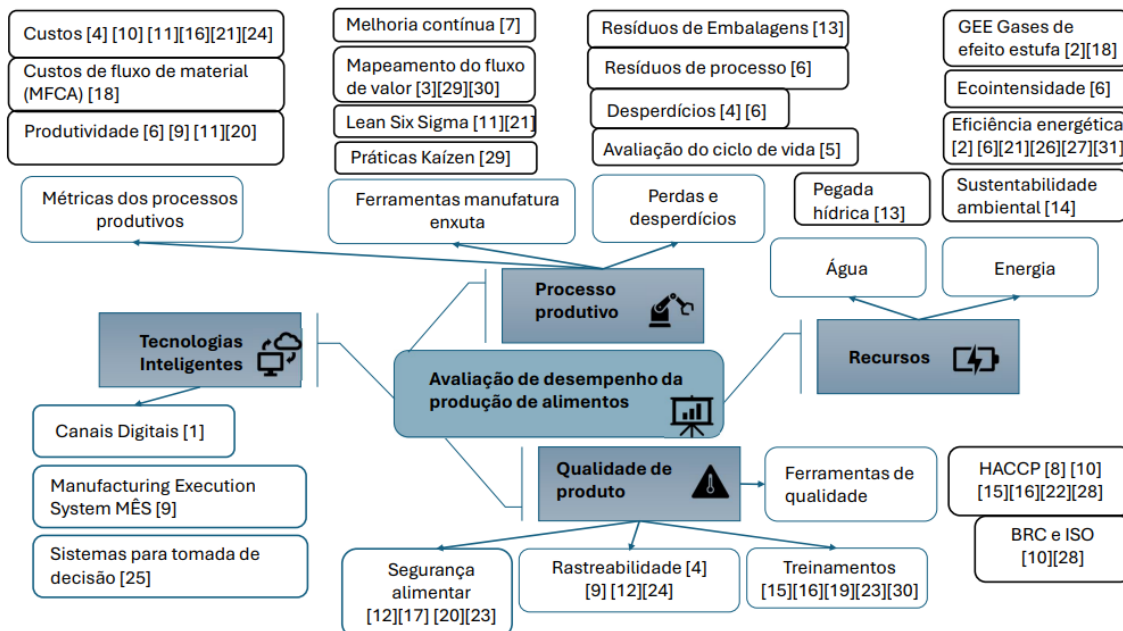 Custos [4] [10] [11][16][21][24]
Custos de fluxo de material
(MFCA) [18]
Produtividade [6] [9] [11][20]
Melhoria contínua [7]
Mapeamento do fluxo
de valor [3][29][30]
Lean Six Sigma [11][21]
Práticas Kaízen [29]
Resíduos de Embalagens [13]
Resíduos de processo [6]
Desperdícios [4] [6]
Avaliação do ciclo de vida [5]
GEE Gases de
efeito estufa [2][18]
Ecointensidade [6]
Eficiência energética
[2] [6][21][26][27][31]
Sustentabilidade
ambiental [14]
Pegada
hídrica [13]
Métricas dos processos
produtivos
Ferramentas manufatura
enxuta
Perdas e
desperdícios
Água
Energia
Processo
produtivo
Tecnologias
Inteligentes
Recursos
Avaliação de desempenho da
produção de alimentos
Canais Digitais [1]
Manufacturing Execution
System MÊS [9]
Sistemas para tomada de
decisão [25]
Qualidade de
produto
Ferramentas de
qualidade
HACCP [8] [10]
[15][16][22][28]
BRC e ISO
[10][28]
Segurança
alimentar
[12][17] [20][23]
Rastreabilidade [4]
[9] [12][24]
Treinamentos
[15][16][19][23][30]